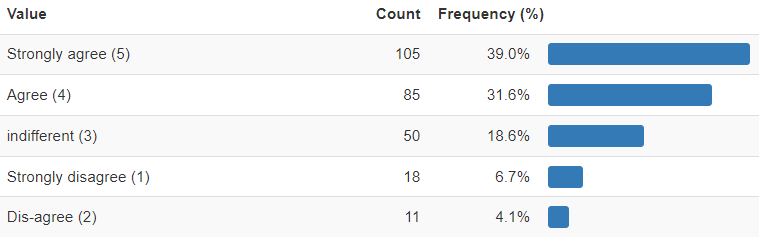 Value Count Frequency (%)
Strongly agree (5) 105 39.0%
Agree (4) 85 31.6%
indifferent (3) 50 18.6%
Strongly disagree (1) 18 6.7%
Dis-agree (2) 11 4.1%